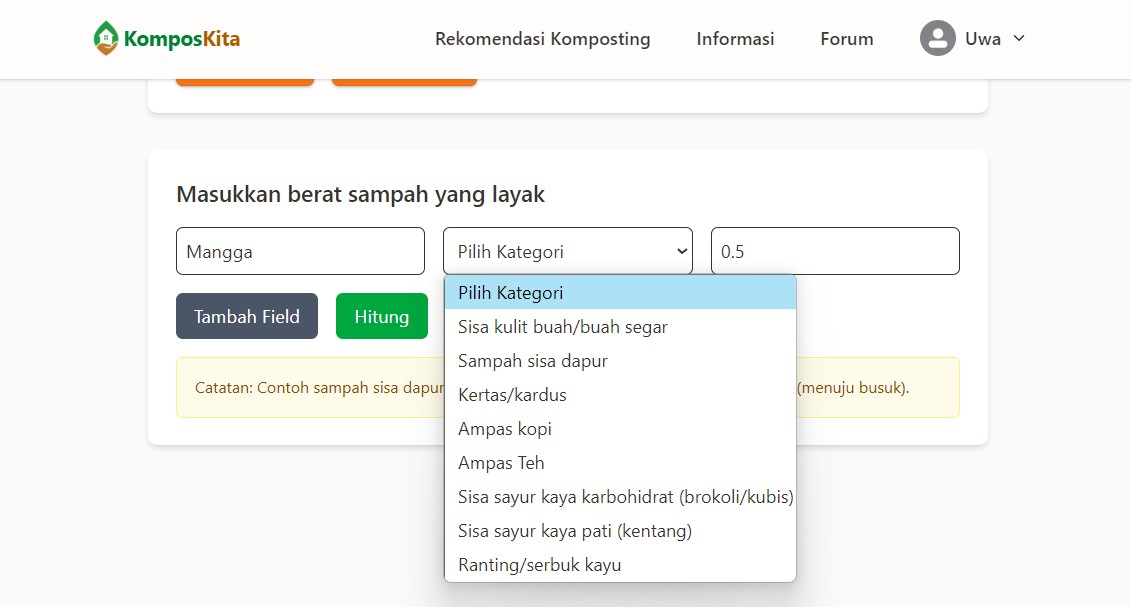 KomposKita
Rekomendasi Komposting
Informasi
Forum
Uwa
Masukkan berat sampah yang layak
Mangga
Pilih Kategori
0.5
Pilih Kategori
Sisa kulit buah/buah segar
Sampah sisa dapur
Kertas/kardus
Ampas kopi
Ampas Teh
Sisa sayur kaya karbohidrat (brokoli/kubis)
Sisa sayur kaya pati (kentang)
Ranting/serbuk kayu
Tambah Field
Hitung
Catatan: Contoh sampah sisa dapur
(menuju busuk).